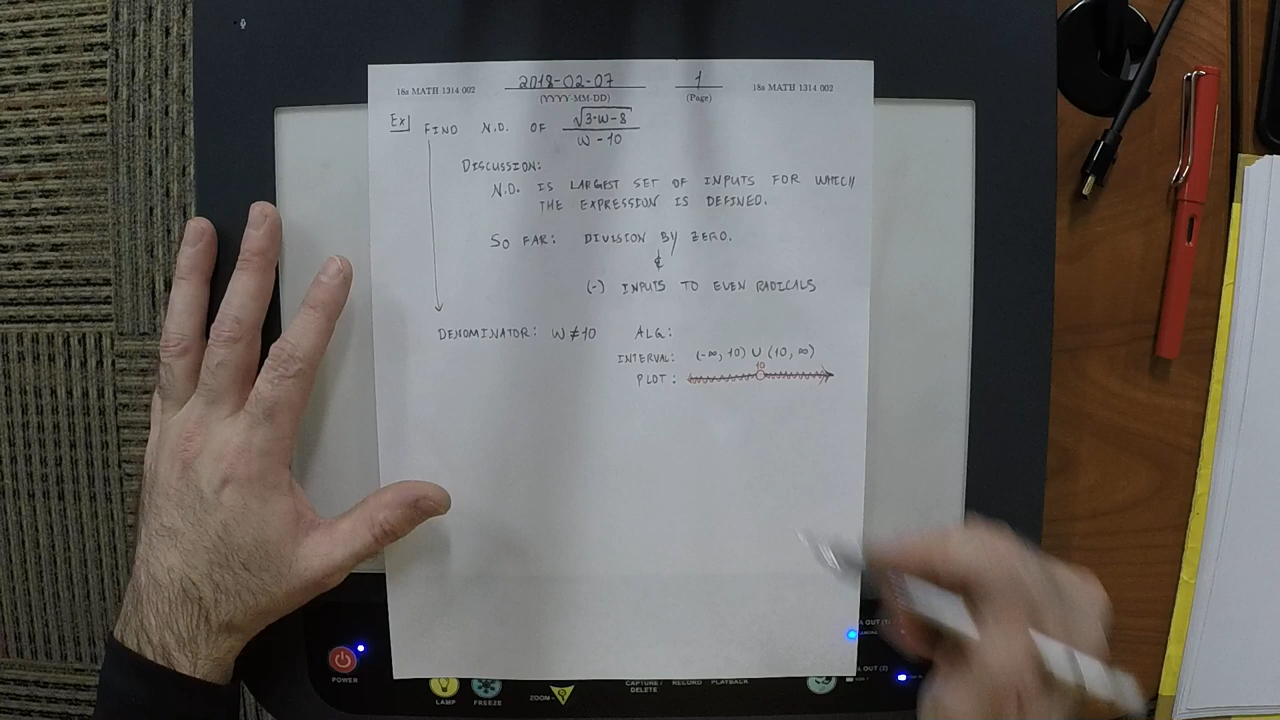 18s MATH 1314 002 2018-02-07 1 18s MATH 1314 002
(YYYY-MM-DD) (Page)
Ex FIND N.D. OF √3·w-8 / w-10
DISCUSSION:
N.D. IS LARGEST SET OF INPUTS FOR WHICH
THE EXPRESSION IS DEFINED.
SO FAR: DIVISION BY ZERO.
&
(-) INPUTS TO EVEN RADICALS
DENOMINATOR: W≠10 ALG:
INTERVAL: (-∞, 10) ∪ (10, ∞)
10
PLOT:
POWER
LAMP FREEZE ZOOM CAPTURE / DELETE RECORD PLAYBACK